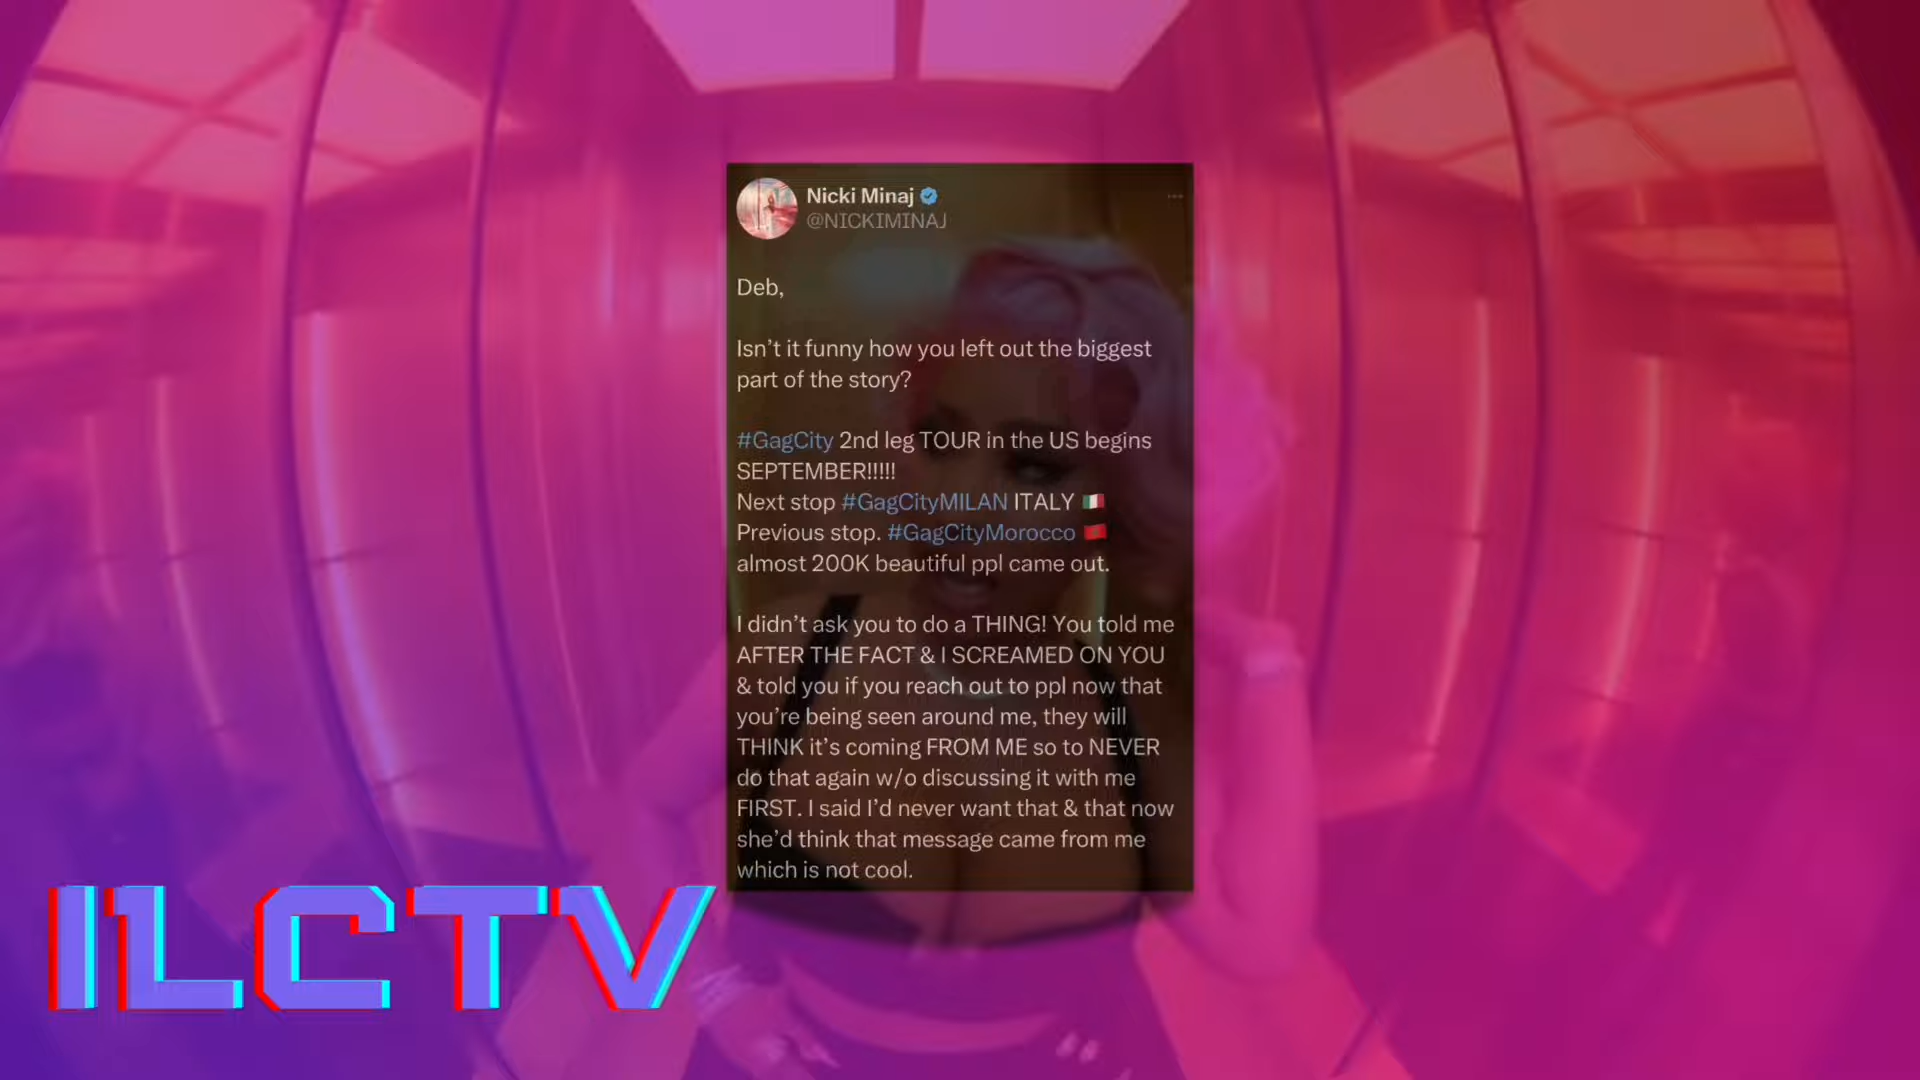 Nicki Minaj
@NICKIMINAJ
Deb,
Isn't it funny how you left out the biggest
part of the story?
#GagCity 2nd leg TOUR in the US begins
SEPTEMBER!!!!!
Next stop #GagCityMILAN ITALY 🇮🇹
Previous stop. #GagCityMorocco 🇲🇦
almost 200K beautiful ppl came out.
I didn't ask you to do a THING! You told me
AFTER THE FACT & I SCREAMED ON YOU
& told you if you reach out to ppl now that
you're being seen around me, they will
THINK it's coming FROM ME so to NEVER
do that again w/o discussing it with me
FIRST. I said I'd never want that & that now
she'd think that message came from me
which is not cool.
ILCTV